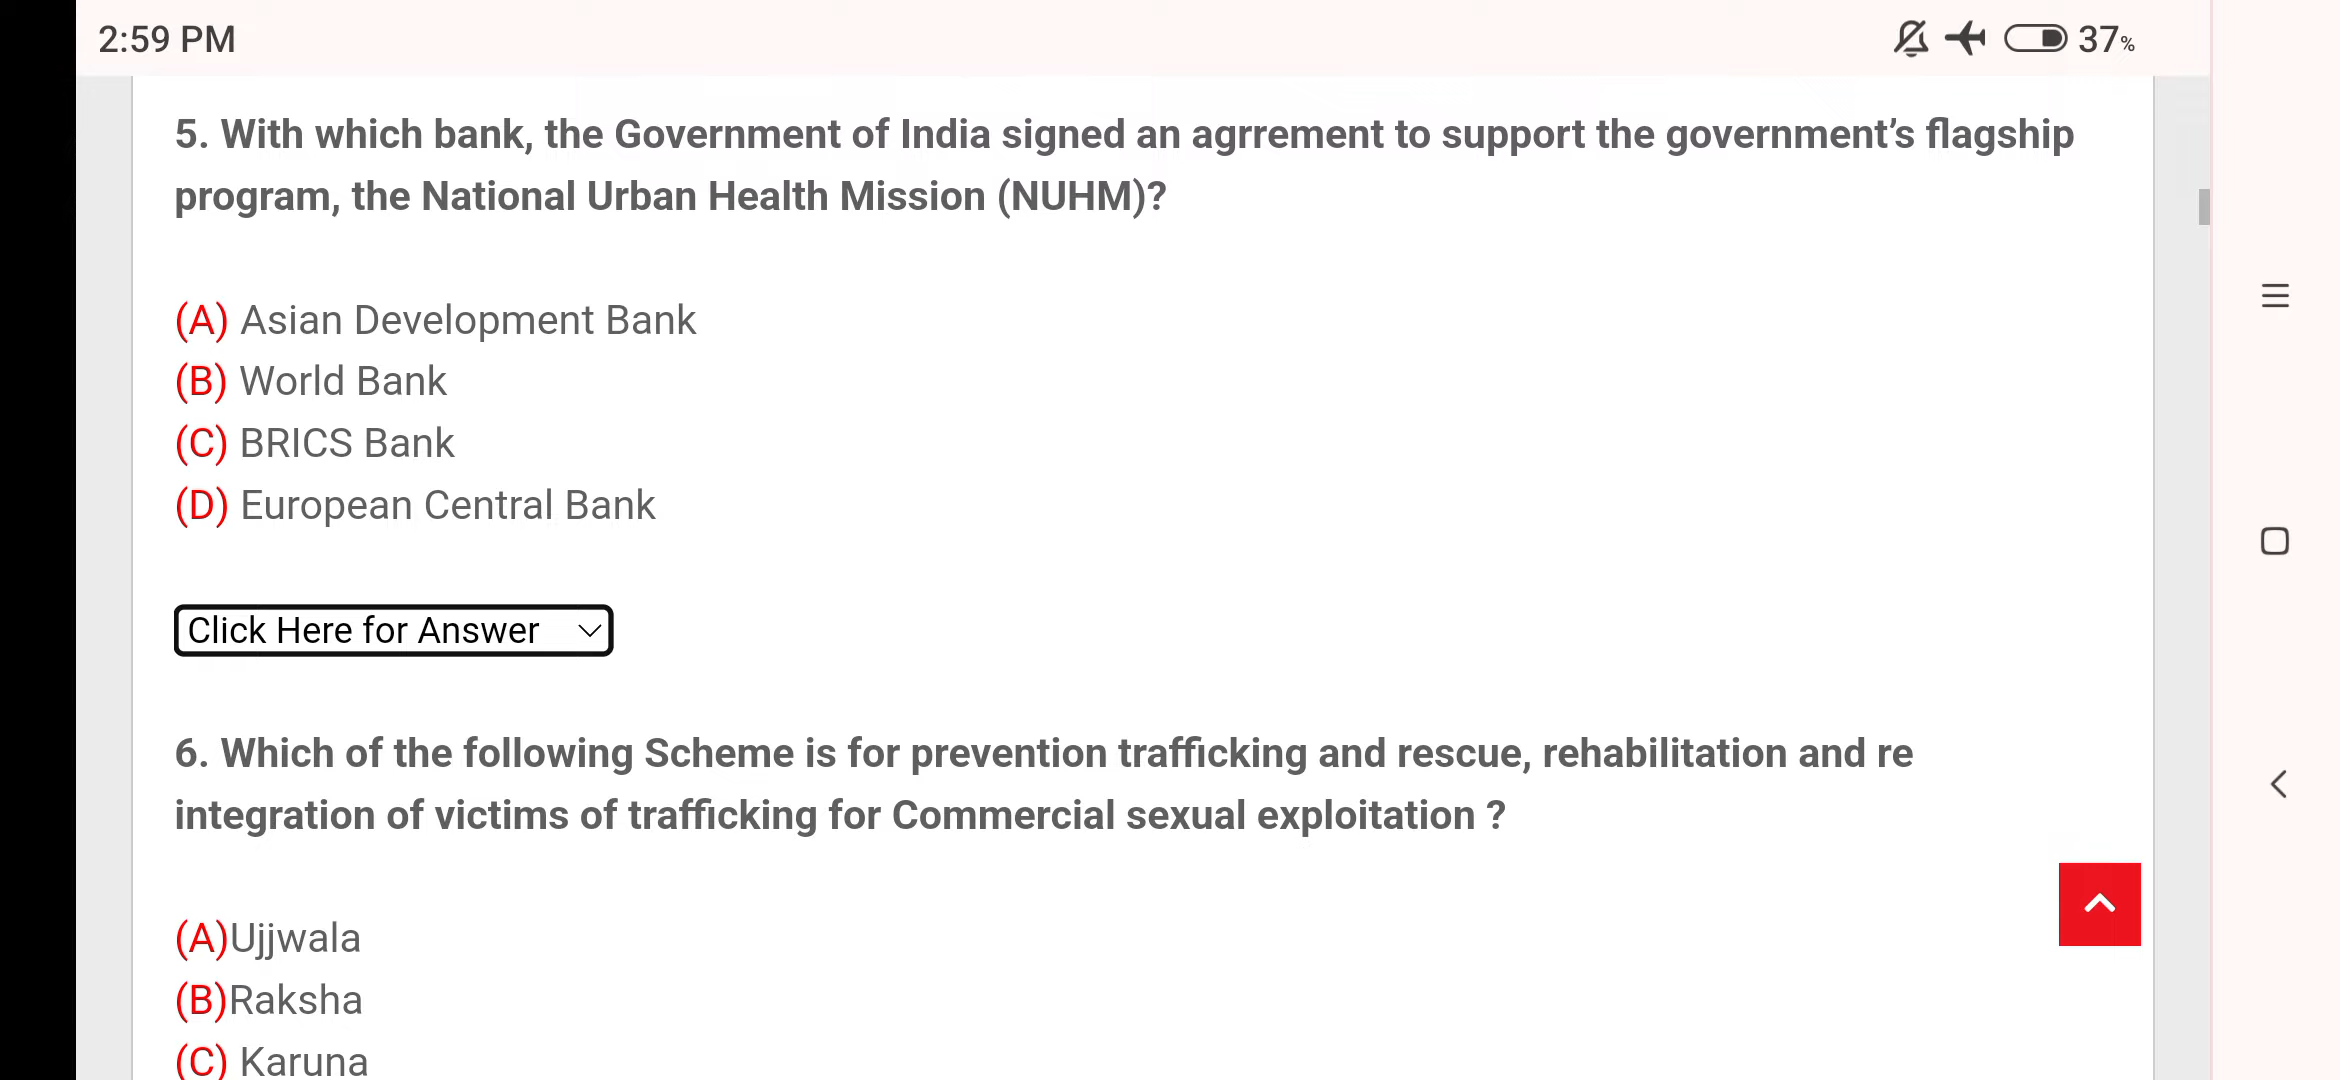 2:59 PM
37%
5. With which bank, the Government of India signed an agrrement to support the government’s flagship
program, the National Urban Health Mission (NUHM)?
(A) Asian Development Bank
(B) World Bank
(C) BRICS Bank
(D) European Central Bank
Click Here for Answer
6. Which of the following Scheme is for prevention trafficking and rescue, rehabilitation and re
integration of victims of trafficking for Commercial sexual exploitation ?
(A)Ujjwala
(B)Raksha
(C) Karuna